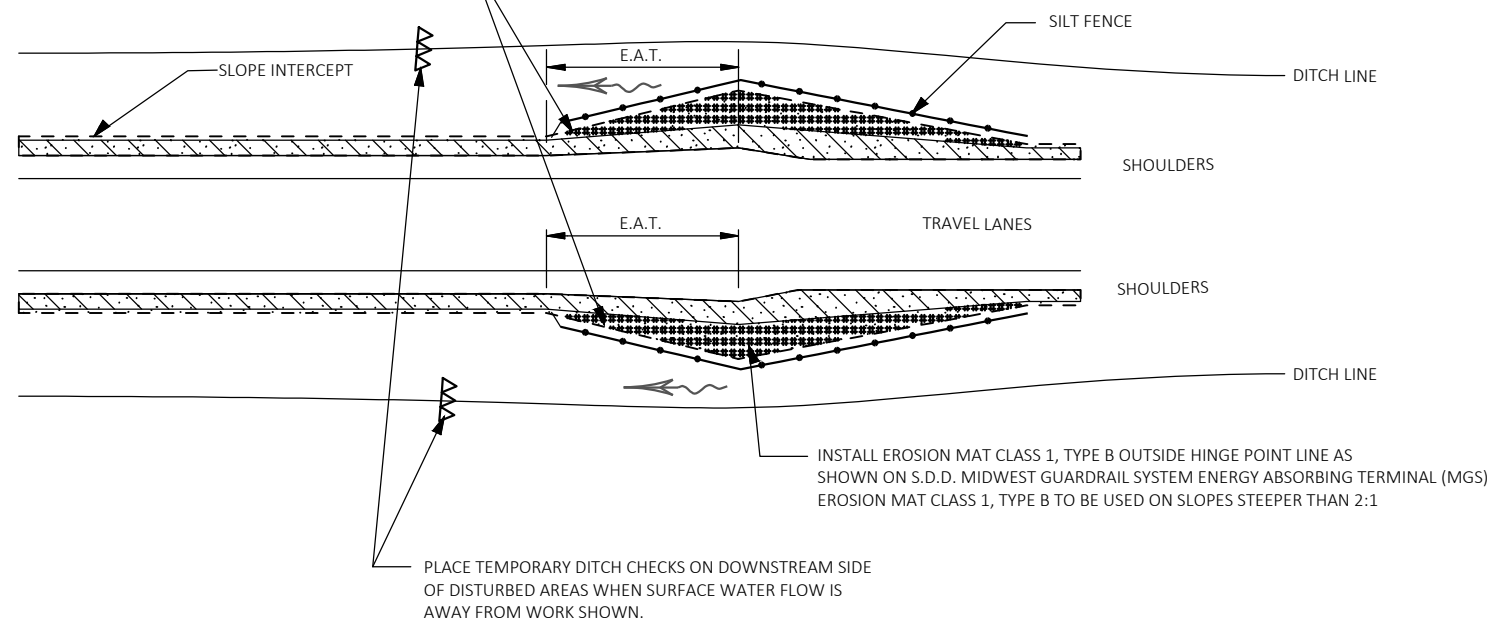 SILT FENCE
E.A.T.
SLOPE INTERCEPT
DITCH LINE
SHOULDERS
E.A.T.
TRAVEL LANES
SHOULDERS
DITCH LINE
INSTALL EROSION MAT CLASS 1, TYPE B OUTSIDE HINGE POINT LINE AS
SHOWN ON S.D.D. MIDWEST GUARDRAIL SYSTEM ENERGY ABSORBING TERMINAL (MGS)
EROSION MAT CLASS 1, TYPE B TO BE USED ON SLOPES STEEPER THAN 2:1
PLACE TEMPORARY DITCH CHECKS ON DOWNSTREAM SIDE
OF DISTURBED AREAS WHEN SURFACE WATER FLOW IS
AWAY FROM WORK SHOWN.